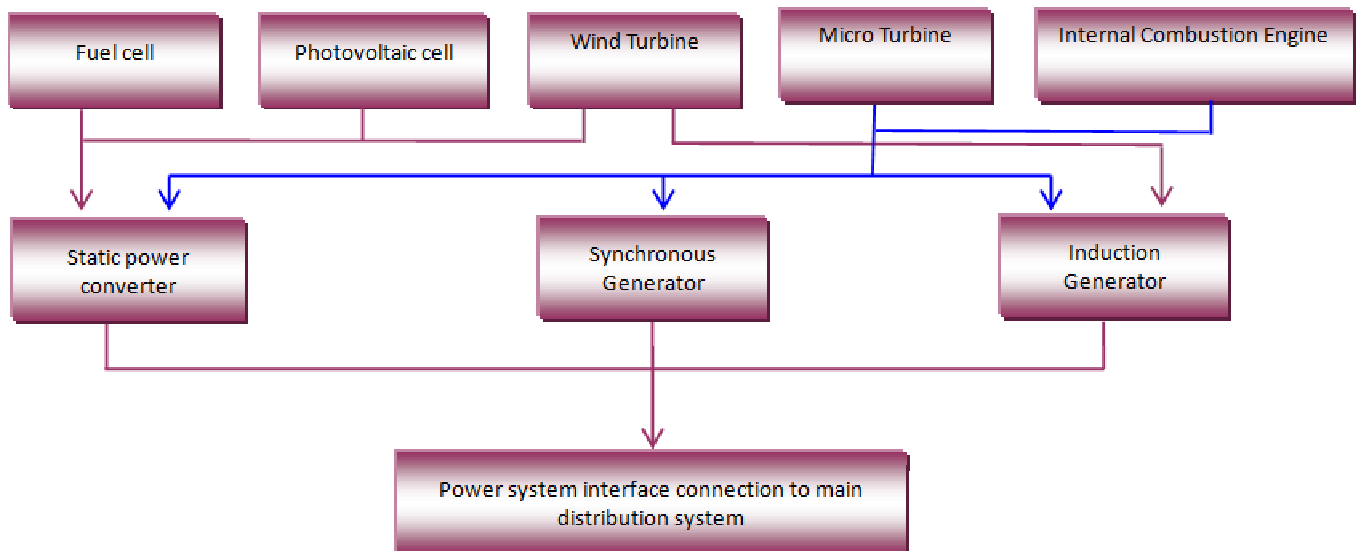 Fuel cell
Photovoltaic cell
Wind Turbine
Micro Turbine
Internal Combustion Engine
Static power
converter
Synchronous
Generator
Induction
Generator
Power system interface connection to main
distribution system